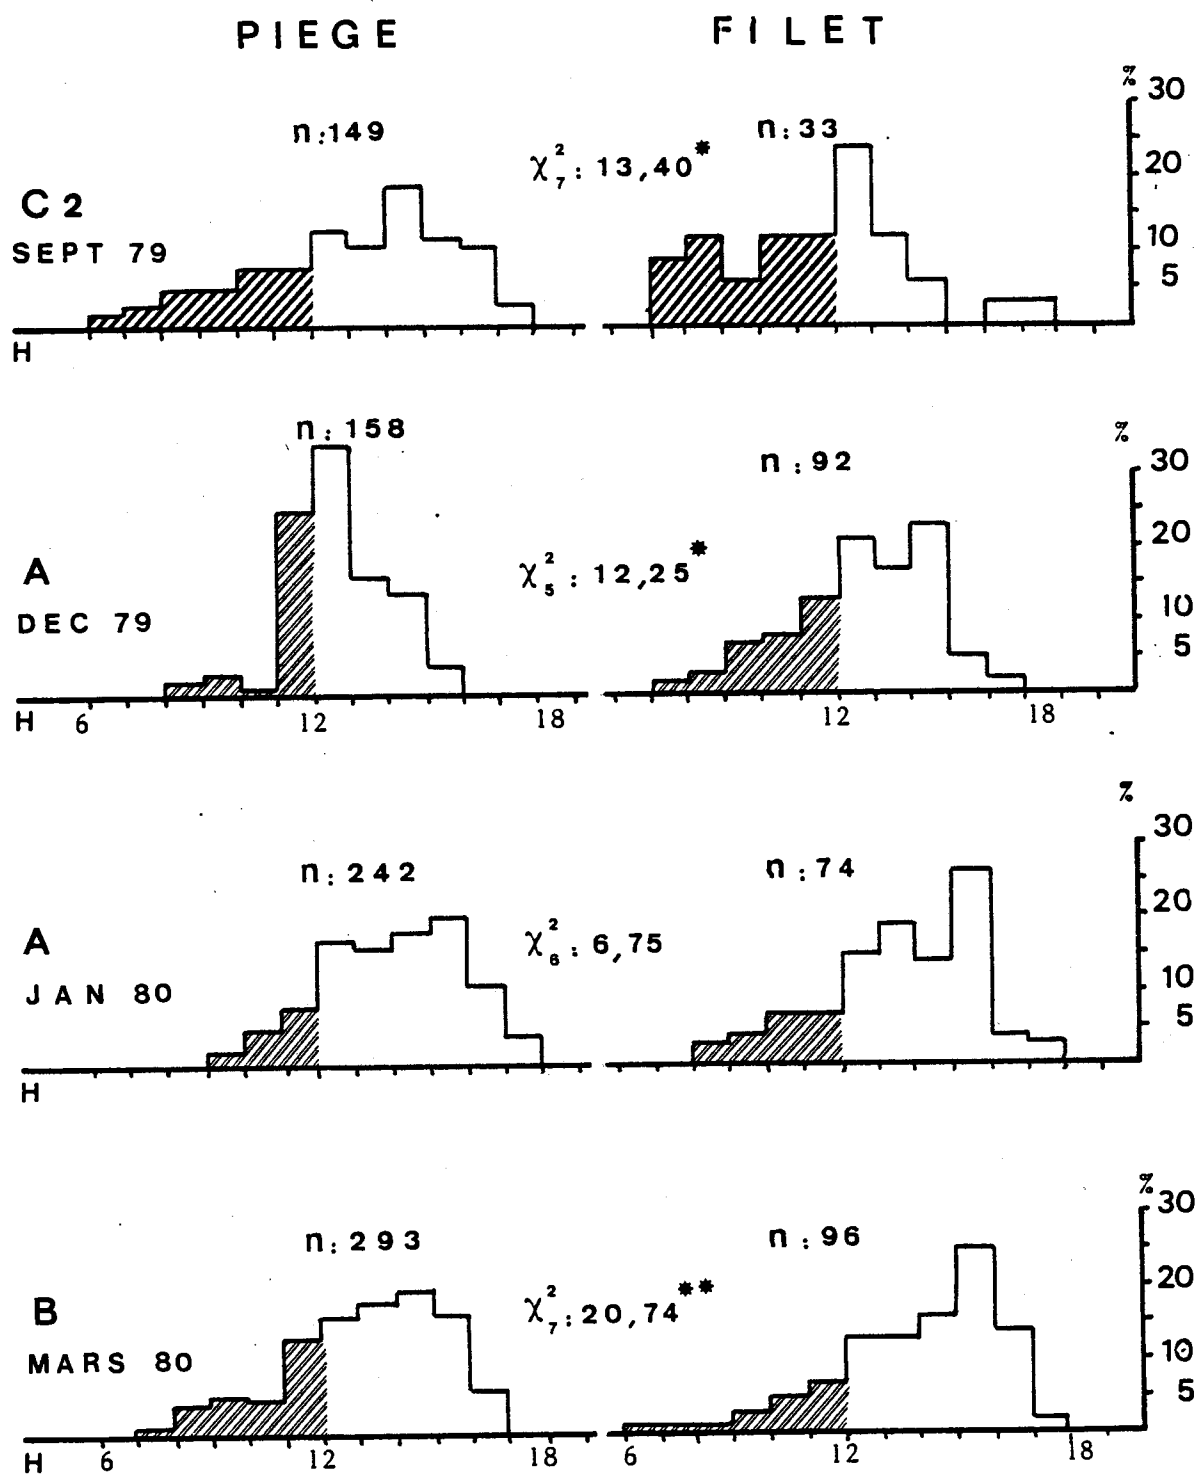 PIEGE FILET
% 30
n:149 n:33
χ²₇: 13,40* 20
C2
SEPT 79 10
5
H
n:158 %
n:92 30
20
A χ²₅: 12,25*
DEC 79 10
5
H 6 12 18 12 18
%
30
n:242 n:74
20
A χ²₆: 6,75
JAN 80 10
5
H
% 30
n:293 n:96
20
B χ²₇: 20,74**
MARS 80 10
5
H 6 12 18 6 12 18